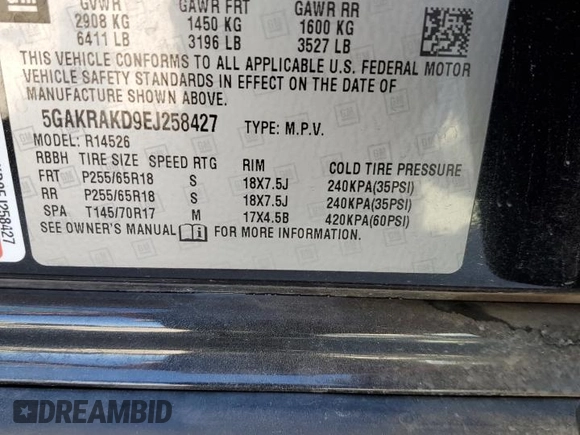 GVWR GAWR FRT GAWR RR
2908 KG 1450 KG 1600 KG
6411 LB 3196 LB 3527 LB
THIS VEHICLE CONFORMS TO ALL APPLICABLE U.S. FEDERAL MOTOR
VEHICLE SAFETY STANDARDS IN EFFECT ON THE DATE OF
MANUFACTURE SHOWN ABOVE.
5GAKRAKD9EJ258427 TYPE: M.P.V.
MODEL: R14526
RBBH TIRE SIZE SPEED RTG RIM COLD TIRE PRESSURE
FRT P255/65R18 S 18X7.5J 240KPA(35PSI)
RR P255/65R18 S 18X7.5J 240KPA(35PSI)
SPA T145/70R17 M 17X4.5B 420KPA(60PSI)
SEE OWNER'S MANUAL FOR MORE INFORMATION.
DREAMBID